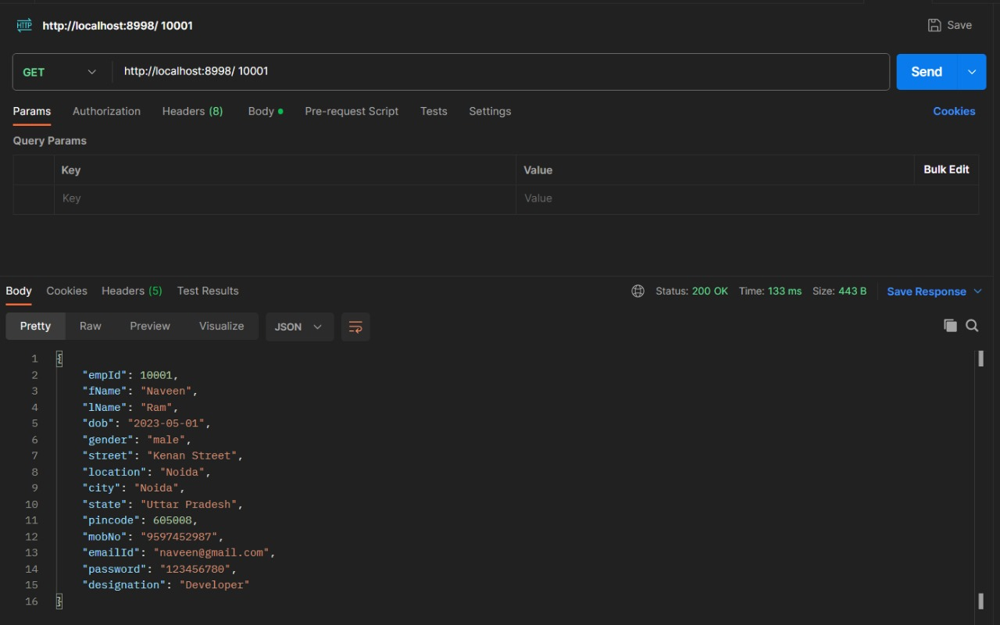 HTTP http://localhost:8998/ 10001 Save
GET http://localhost:8998/ 10001 Send
Params Authorization Headers (8) Body Pre-request Script Tests Settings Cookies
Query Params
Key Value Bulk Edit
Key Value
Body Cookies Headers (5) Test Results Status: 200 OK Time: 133 ms Size: 443 B Save Response
Pretty Raw Preview Visualize JSON
1 {
2 "empId": 10001,
3 "fName": "Naveen",
4 "lName": "Ram",
5 "dob": "2023-05-01",
6 "gender": "male",
7 "street": "Kenan Street",
8 "location": "Noida",
9 "city": "Noida",
10 "state": "Uttar Pradesh",
11 "pincode": 605008,
12 "mobNo": "9597452987",
13 "emailId": "naveen@gmail.com",
14 "password": "123456780",
15 "designation": "Developer"
16 }